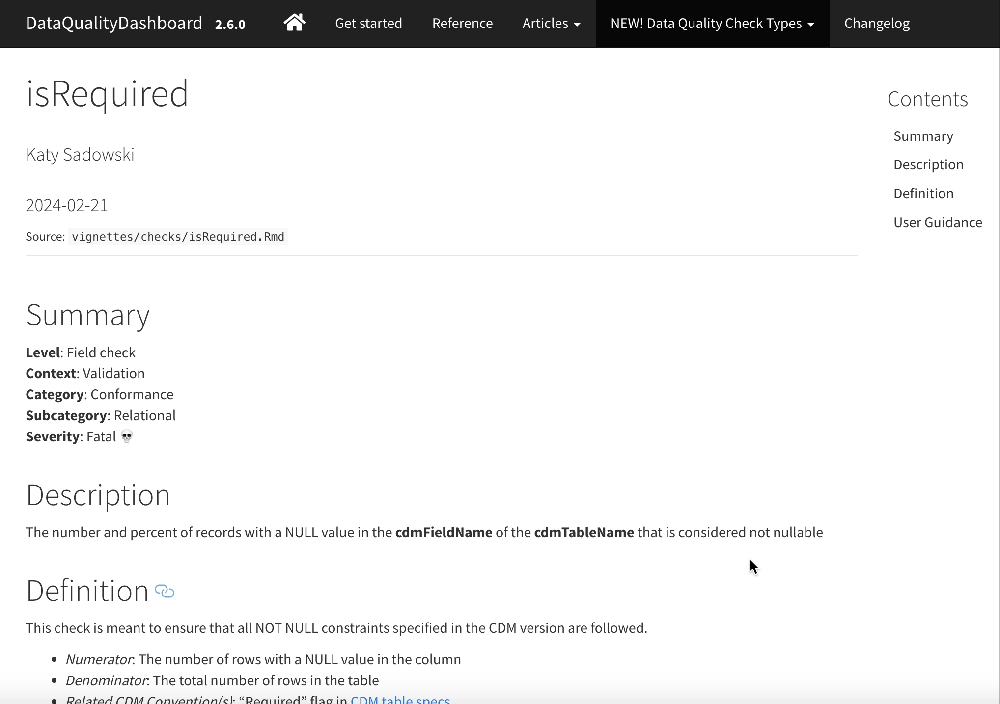 DataQualityDashboard 2.6.0 Get started Reference Articles NEW! Data Quality Check Types Changelog
isRequired
Katy Sadowski
2024-02-21
Source: vignettes/checks/isRequired.Rmd
Contents
Summary
Description
Definition
User Guidance
Summary
Level: Field check
Context: Validation
Category: Conformance
Subcategory: Relational
Severity: Fatal 💀
Description
The number and percent of records with a NULL value in the cdmFieldName of the cdmTableName that is considered not nullable
Definition
This check is meant to ensure that all NOT NULL constraints specified in the CDM version are followed.
• Numerator: The number of rows with a NULL value in the column
• Denominator: The total number of rows in the table
• Related CDM Convention(s): “Required” flag in CDM table specs